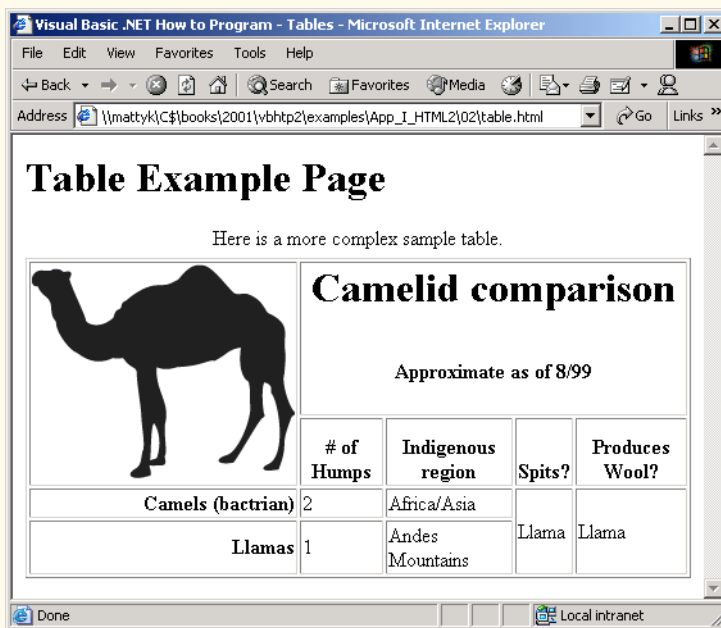 Visual Basic .NET How to Program - Tables - Microsoft Internet Explorer
File Edit View Favorites Tools Help
Back Search Favorites Media
Address \\mattyk\C$\books\2001\vbhtp2\examples\App_I_HTML2\02\table.html Go Links »
Table Example Page
Here is a more complex sample table.
Camelid comparison
Approximate as of 8/99
# of Humps
Indigenous region
Spits?
Produces Wool?
Camels (bactrian) 2 Africa/Asia
Llamas 1 Andes Mountains
Llama
Llama
Done Local intranet